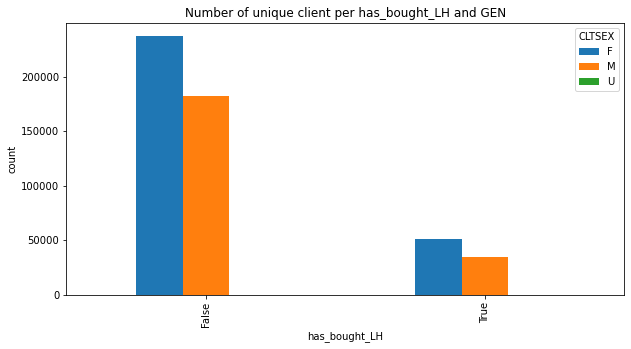 Number of unique client per has_bought_LH and GEN
CLTSEX
F
M
U
count
200000
150000
100000
50000
0
False
True
has_bought_LH